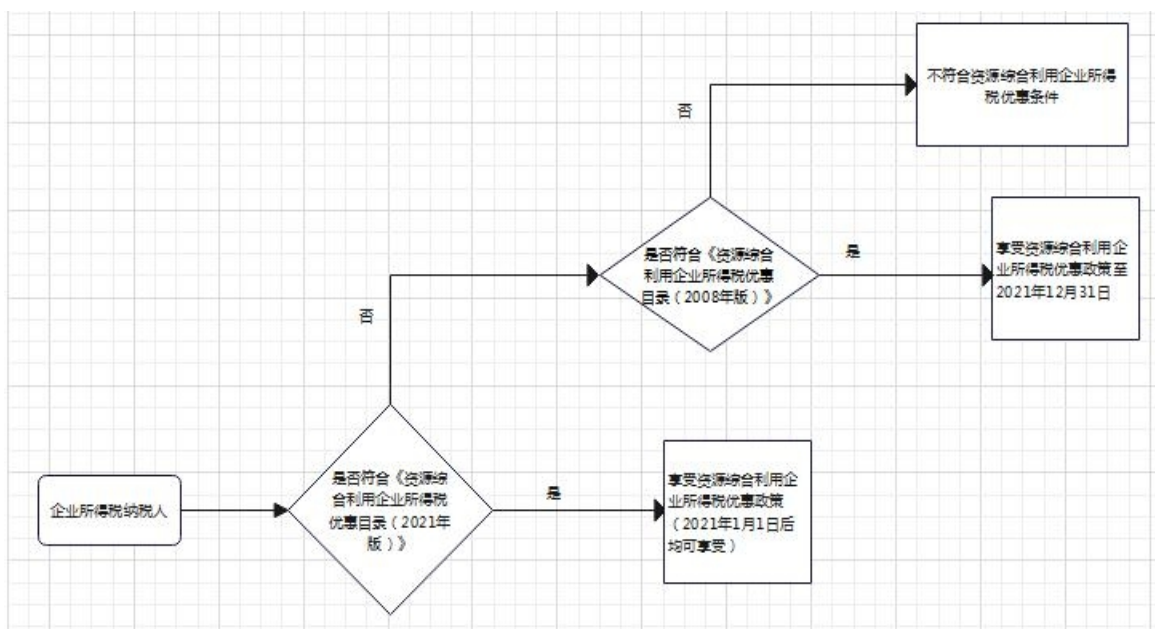 不符合资源综合利用企业所得
税优惠条件
否
是否符合《资源综合
利用企业所得税优惠
目录（2008年版）》
是
享受资源综合利用企
业所得税优惠政策至
2021年12月31日
否
企业所得税纳税人
是否符合《资源综
合利用企业所得税
优惠目录（2021年
版）》
是
享受资源综合利用企
业所得税优惠政策
（2021年1月1日后
均可享受）